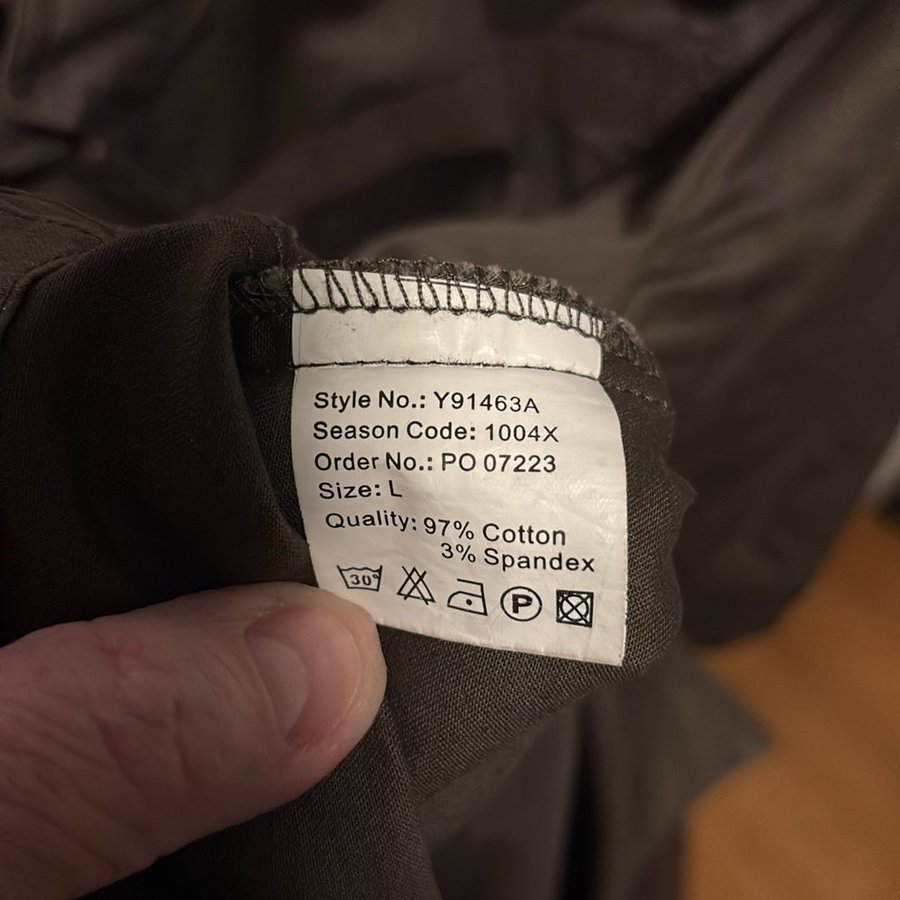 Style No.: Y91463A
Season Code: 1004X
Order No.: PO 07223
Size: L
Quality: 97% Cotton
3% Spandex
30° P